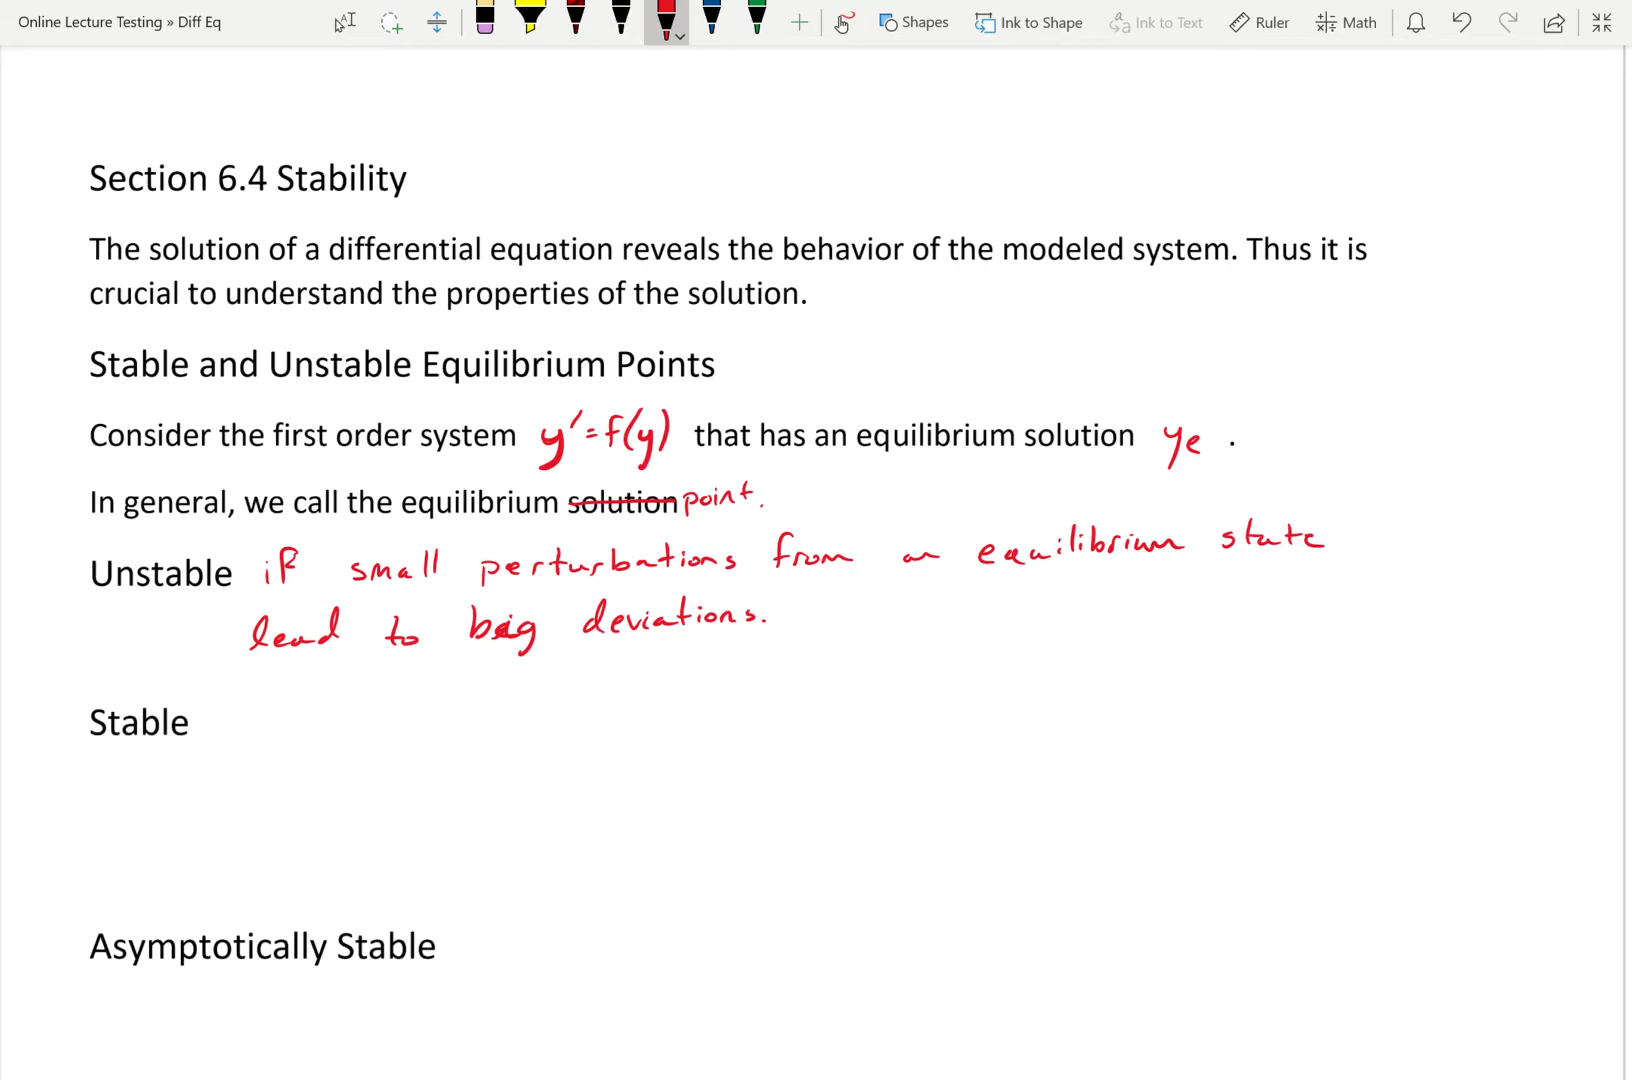 Online Lecture Testing » Diff Eq
Shapes
Ink to Shape
Ink to Text
Ruler
Math
Section 6.4 Stability
The solution of a differential equation reveals the behavior of the modeled system. Thus it is
crucial to understand the properties of the solution.
Stable and Unstable Equilibrium Points
Consider the first order system y'=f(y) that has an equilibrium solution ye .
In general, we call the equilibrium solution point.
Unstable if small perturbations from an equilibrium state
lead to big deviations.
Stable
Asymptotically Stable